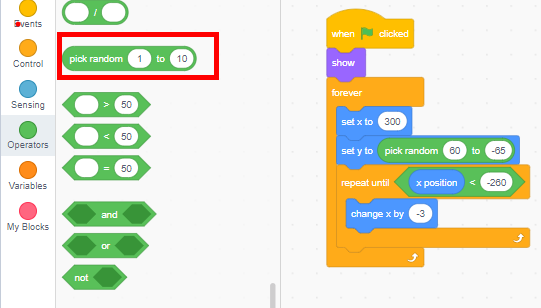 Events
Control
Sensing
Operators
Variables
My Blocks
/
pick random 1 to 10
> 50
< 50
= 50
and
or
not
when clicked
show
forever
set x to 300
set y to pick random 60 to -65
repeat until x position < -260
change x by -3